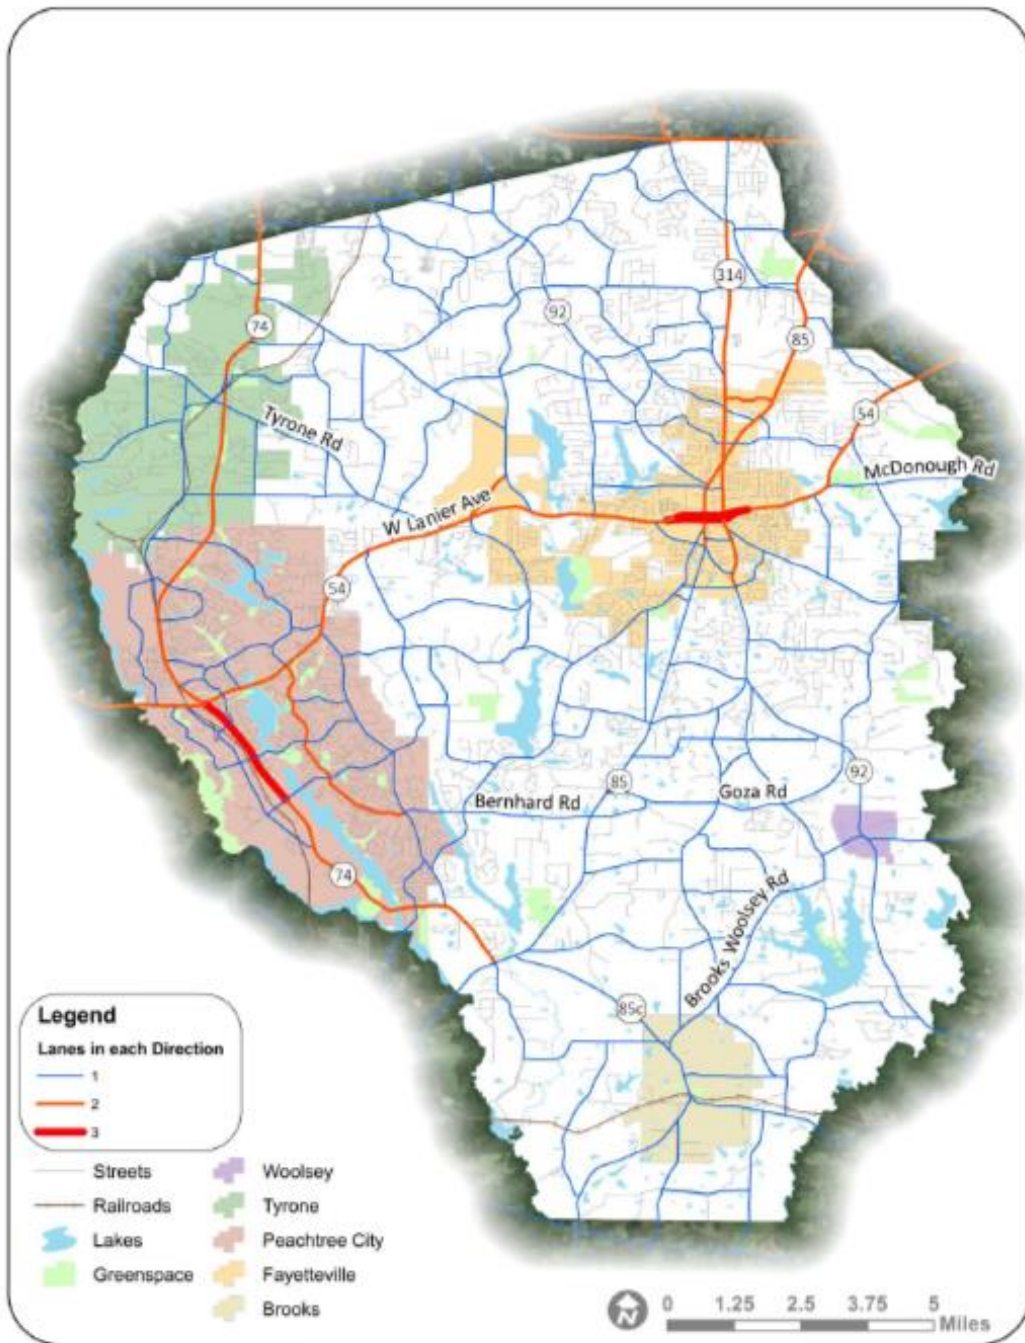 314
92
74
85
54
Tyrone Rd
McDonough Rd
W Lanier Ave
54
85
92
Bernhard Rd
Goza Rd
74
Brooks Woolsey Rd
85c
Legend
Lanes in each Direction
1
2
3
Streets
Railroads
Lakes
Greenspace
Woolsey
Tyrone
Peachtree City
Fayetteville
Brooks
N
0 1.25 2.5 3.75 5
Miles